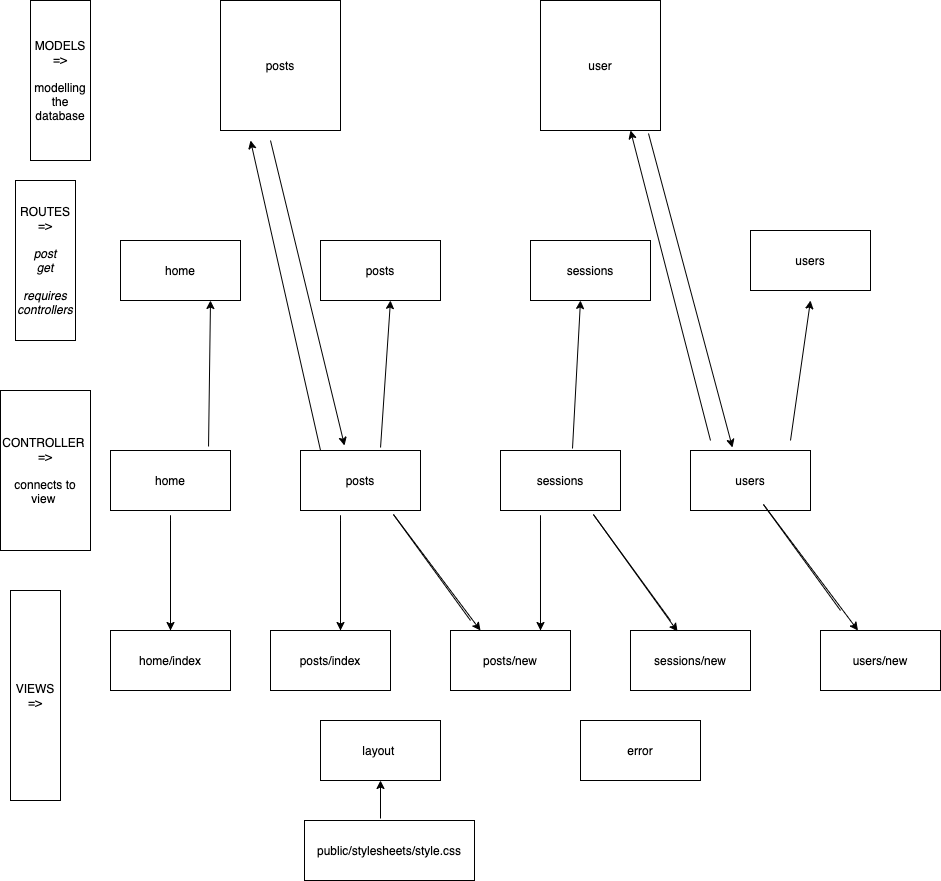 MODELS
=>
modelling
the
database
posts
user
ROUTES
=>
post
get
requires
controllers
home
posts
sessions
users
CONTROLLER
=>
connects to
view
home
posts
sessions
users
VIEWS
=>
home/index
posts/index
posts/new
sessions/new
users/new
layout
error
public/stylesheets/style.css